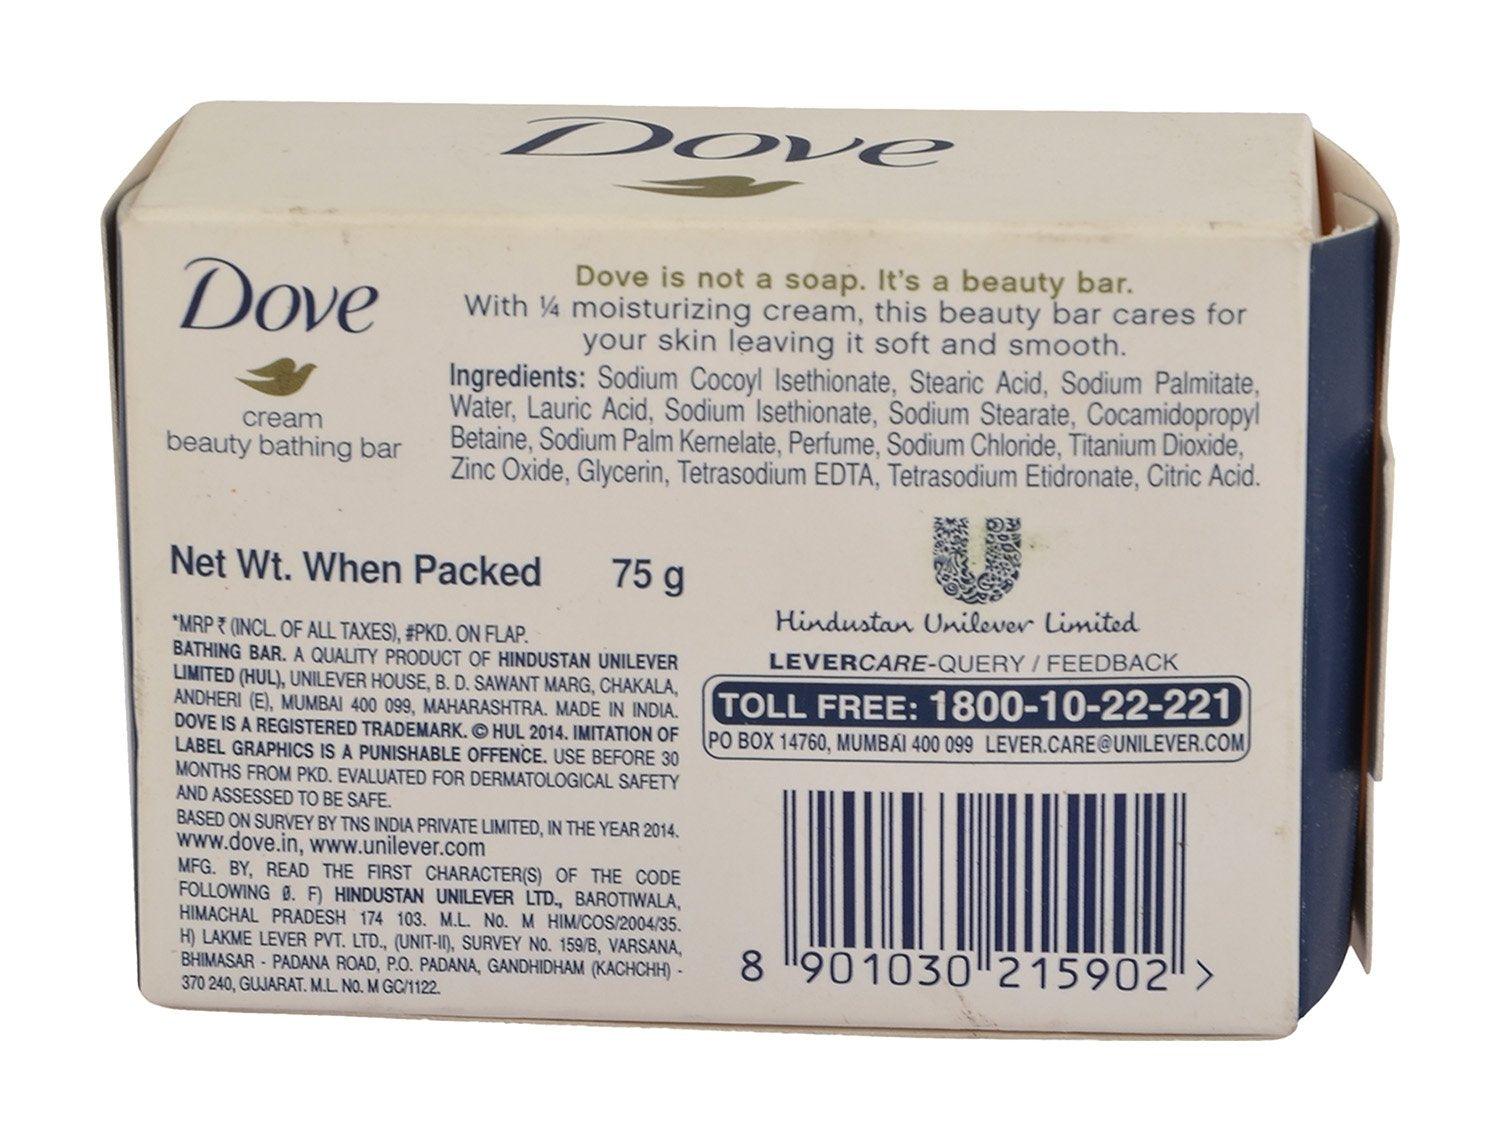 Dove
Dove
cream
beauty bathing bar
Dove is not a soap. It's a beauty bar.
With ¼ moisturizing cream, this beauty bar cares for
your skin leaving it soft and smooth.
Ingredients: Sodium Cocoyl Isethionate, Stearic Acid, Sodium Palmitate,
Water, Lauric Acid, Sodium Isethionate, Sodium Stearate, Cocamidopropyl
Betaine, Sodium Palm Kernelate, Perfume, Sodium Chloride, Titanium Dioxide,
Zinc Oxide, Glycerin, Tetrasodium EDTA, Tetrasodium Etidronate, Citric Acid.
Net Wt. When Packed 75 g
*MRP ₹ (INCL. OF ALL TAXES), #PKD. ON FLAP.
BATHING BAR. A QUALITY PRODUCT OF HINDUSTAN UNILEVER
LIMITED (HUL), UNILEVER HOUSE, B. D. SAWANT MARG, CHAKALA,
ANDHERI (E), MUMBAI 400 099, MAHARASHTRA. MADE IN INDIA.
DOVE IS A REGISTERED TRADEMARK. © HUL 2014. IMITATION OF
LABEL GRAPHICS IS A PUNISHABLE OFFENCE. USE BEFORE 30
MONTHS FROM PKD. EVALUATED FOR DERMATOLOGICAL SAFETY
AND ASSESSED TO BE SAFE.
BASED ON SURVEY BY TNS INDIA PRIVATE LIMITED, IN THE YEAR 2014.
www.dove.in, www.unilever.com
MFG. BY, READ THE FIRST CHARACTER(S) OF THE CODE
FOLLOWING Ø. F) HINDUSTAN UNILEVER LTD., BAROTIWALA,
HIMACHAL PRADESH 174 103. M.L. No. M HIM/COS/2004/35.
H) LAKME LEVER PVT. LTD., (UNIT-II), SURVEY No. 159/B, VARSANA,
BHIMASAR - PADANA ROAD, P.O. PADANA, GANDHIDHAM (KACHCHH) -
370 240, GUJARAT. M.L. No. M GC/1122.
Hindustan Unilever Limited
LEVERCARE-QUERY / FEEDBACK
TOLL FREE: 1800-10-22-221
PO BOX 14760, MUMBAI 400 099 LEVER.CARE@UNILEVER.COM
8 901030 215902 >